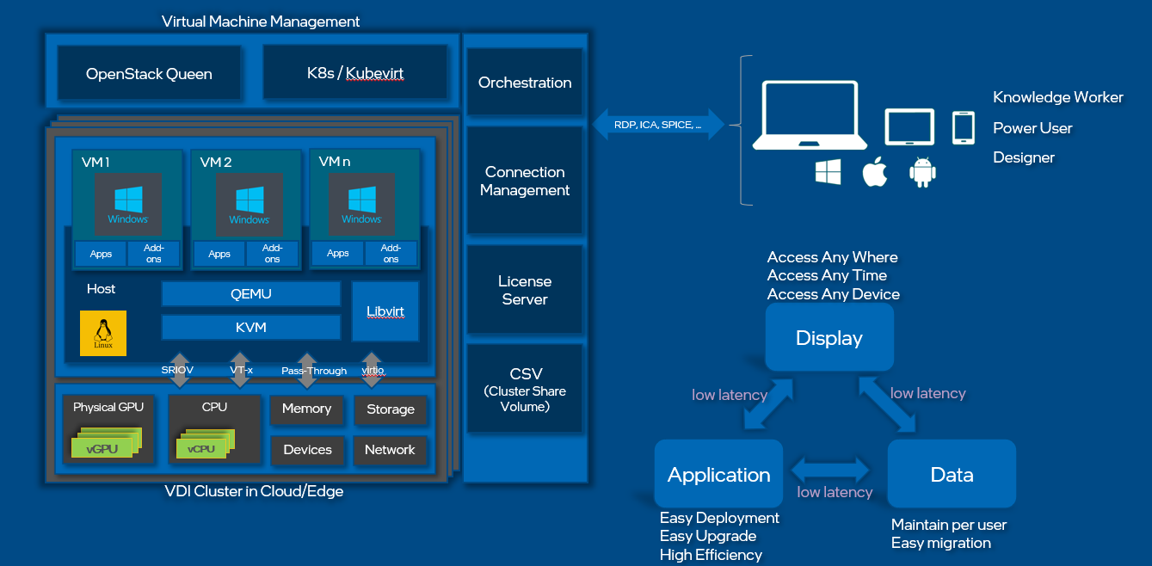 Virtual Machine Management
OpenStack Queen
K8s / Kubevirt
VM 1
Windows
Apps
Add-
ons
VM 2
Windows
Apps
Add-
ons
VM n
Windows
Apps
Add-
ons
Host
Linux
QEMU
KVM
Libvirt
SRIOV
VT-x
Pass-Through
virtio
Physical GPU
vGPU
CPU
vCPU
Memory
Storage
Devices
Network
VDI Cluster in Cloud/Edge
Orchestration
Connection
Management
License
Server
CSV
(Cluster Share
Volume)
RDP, ICA, SPICE, ...
Knowledge Worker
Power User
Designer
Access Any Where
Access Any Time
Access Any Device
Display
low latency
low latency
Application
low latency
Data
Easy Deployment
Easy Upgrade
High Efficiency
Maintain per user
Easy migration